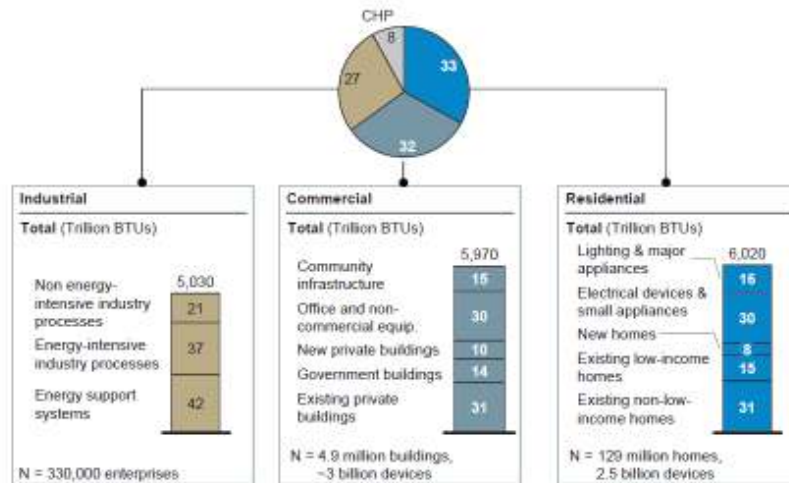 CHP
8
33
27
32
Industrial
Total (Trillion BTUs)
5,030
Non energy-
intensive industry
processes
21
Energy-intensive
industry processes
37
Energy support
systems
42
N = 330,000 enterprises
Commercial
Total (Trillion BTUs)
5,970
Community
infrastructure
15
Office and non-
commercial equip.
30
New private buildings
10
Government buildings
14
Existing private
buildings
31
N = 4.9 million buildings,
~3 billion devices
Residential
Total (Trillion BTUs)
6,020
Lighting & major
appliances
16
Electrical devices &
small appliances
30
New homes
8
Existing low-income
homes
15
Existing non-low-
income homes
31
N = 129 million homes,
2.5 billion devices